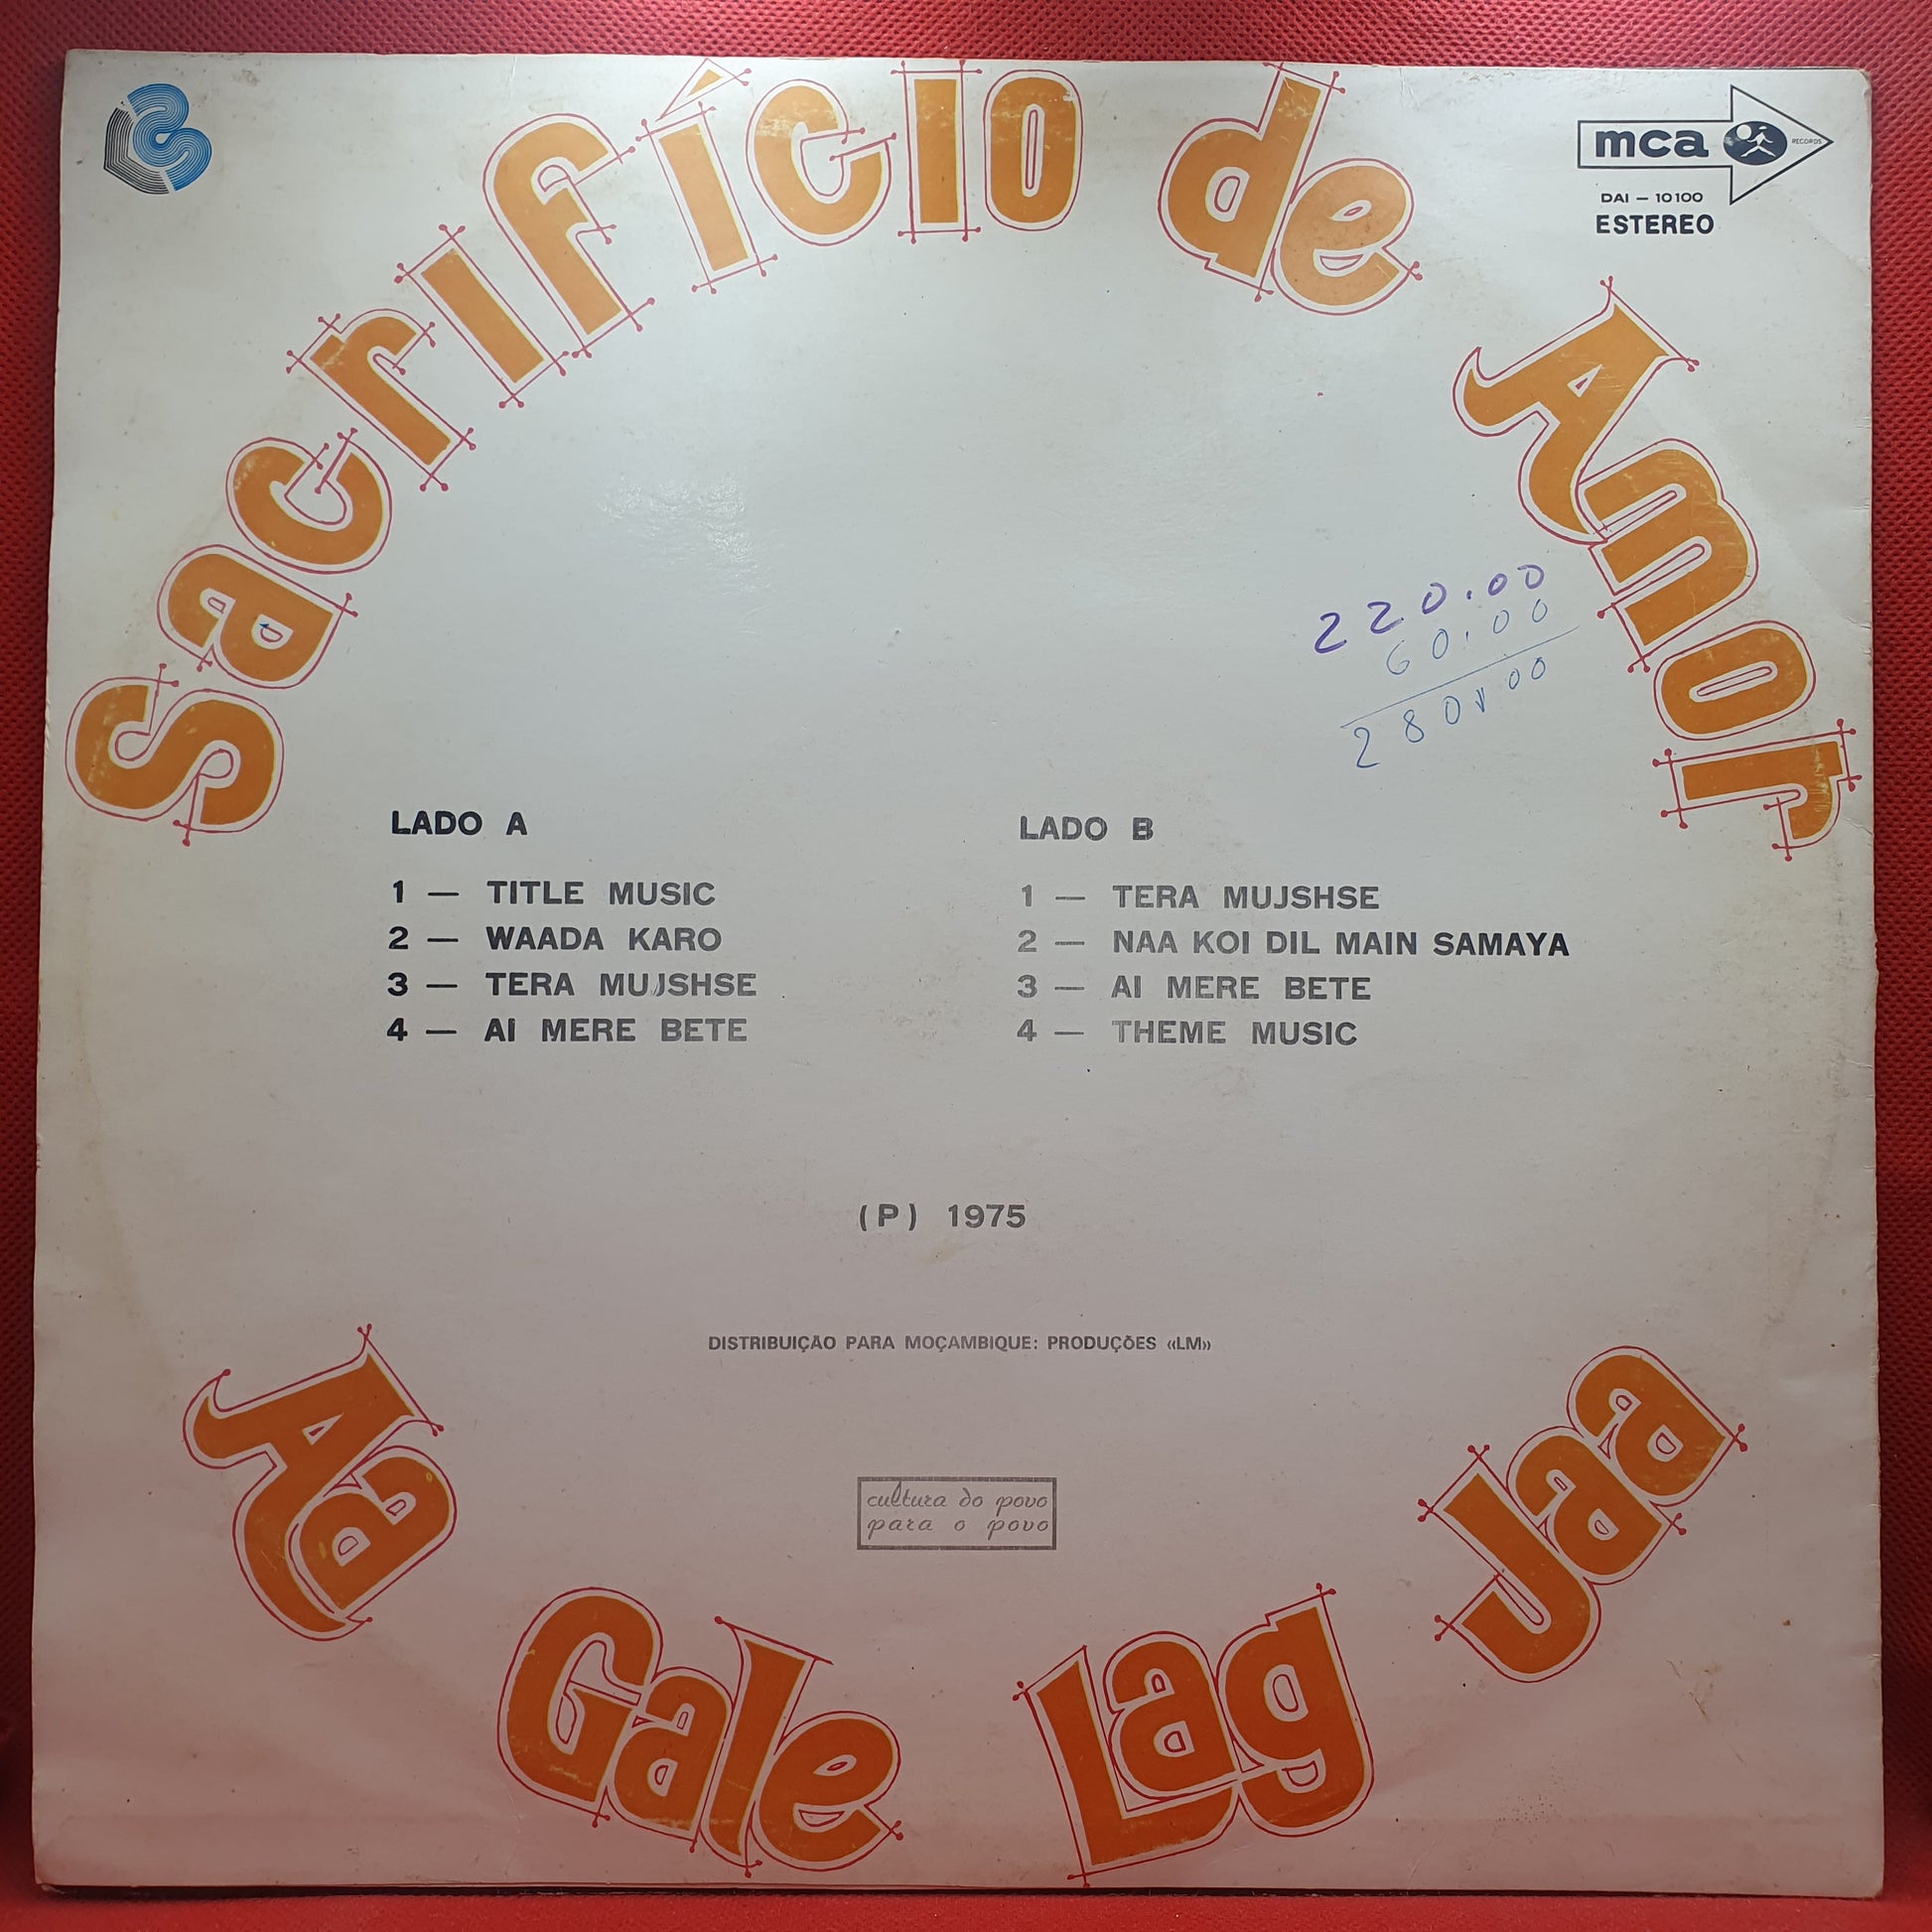 Sacrifício de Amor
mca RECORDS
DAI — 10100
ESTEREO
220.00
60.00
280.00
LADO A
1 — TITLE MUSIC
2 — WAADA KARO
3 — TERA MUJSHSE
4 — AI MERE BETE
LADO B
1 — TERA MUJSHSE
2 — NAA KOI DIL MAIN SAMAYA
3 — AI MERE BETE
4 — THEME MUSIC
(P) 1975
DISTRIBUIÇÃO PARA MOÇAMBIQUE: PRODUÇÕES «LM»
cultura do povo
para o povo
Aa Gale Lag Jaa